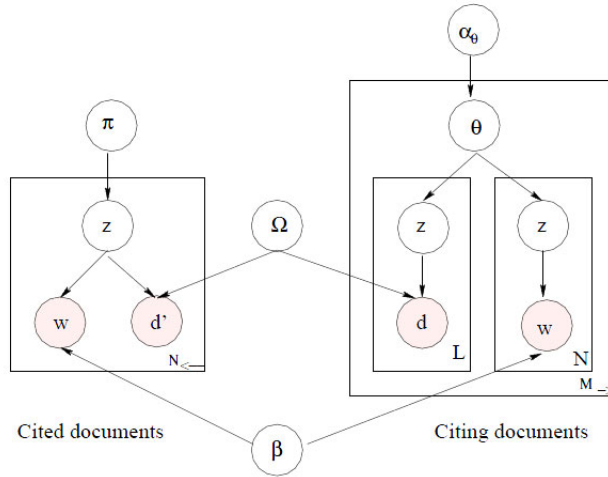 α_θ
π
θ
z
Ω
z
z
w
d'
d
w
L
N
N ←
M →
Cited documents
Citing documents
β